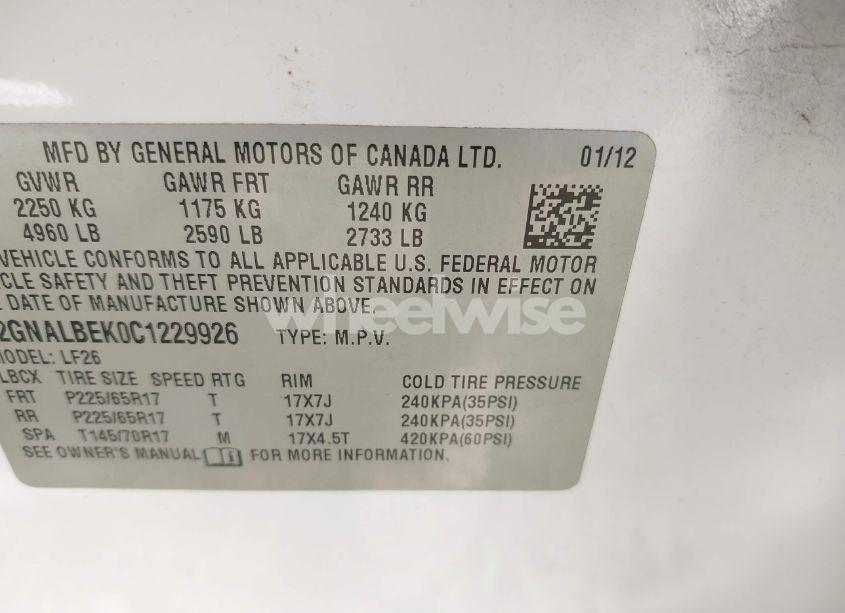 MFD BY GENERAL MOTORS OF CANADA LTD. 01/12
GVWR GAWR FRT GAWR RR
2250 KG 1175 KG 1240 KG
4960 LB 2590 LB 2733 LB
VEHICLE CONFORMS TO ALL APPLICABLE U.S. FEDERAL MOTOR
CLE SAFETY AND THEFT PREVENTION STANDARDS IN EFFECT ON
DATE OF MANUFACTURE SHOWN ABOVE.
wheelwise
2GNALBEK0C1229926 TYPE: M.P.V.
MODEL: LF26
LBCX TIRE SIZE SPEED RTG RIM COLD TIRE PRESSURE
FRT P225/65R17 T 17X7J 240KPA(35PSI)
RR P225/65R17 T 17X7J 240KPA(35PSI)
SPA T145/70R17 M 17X4.5T 420KPA(60PSI)
SEE OWNER'S MANUAL FOR MORE INFORMATION.